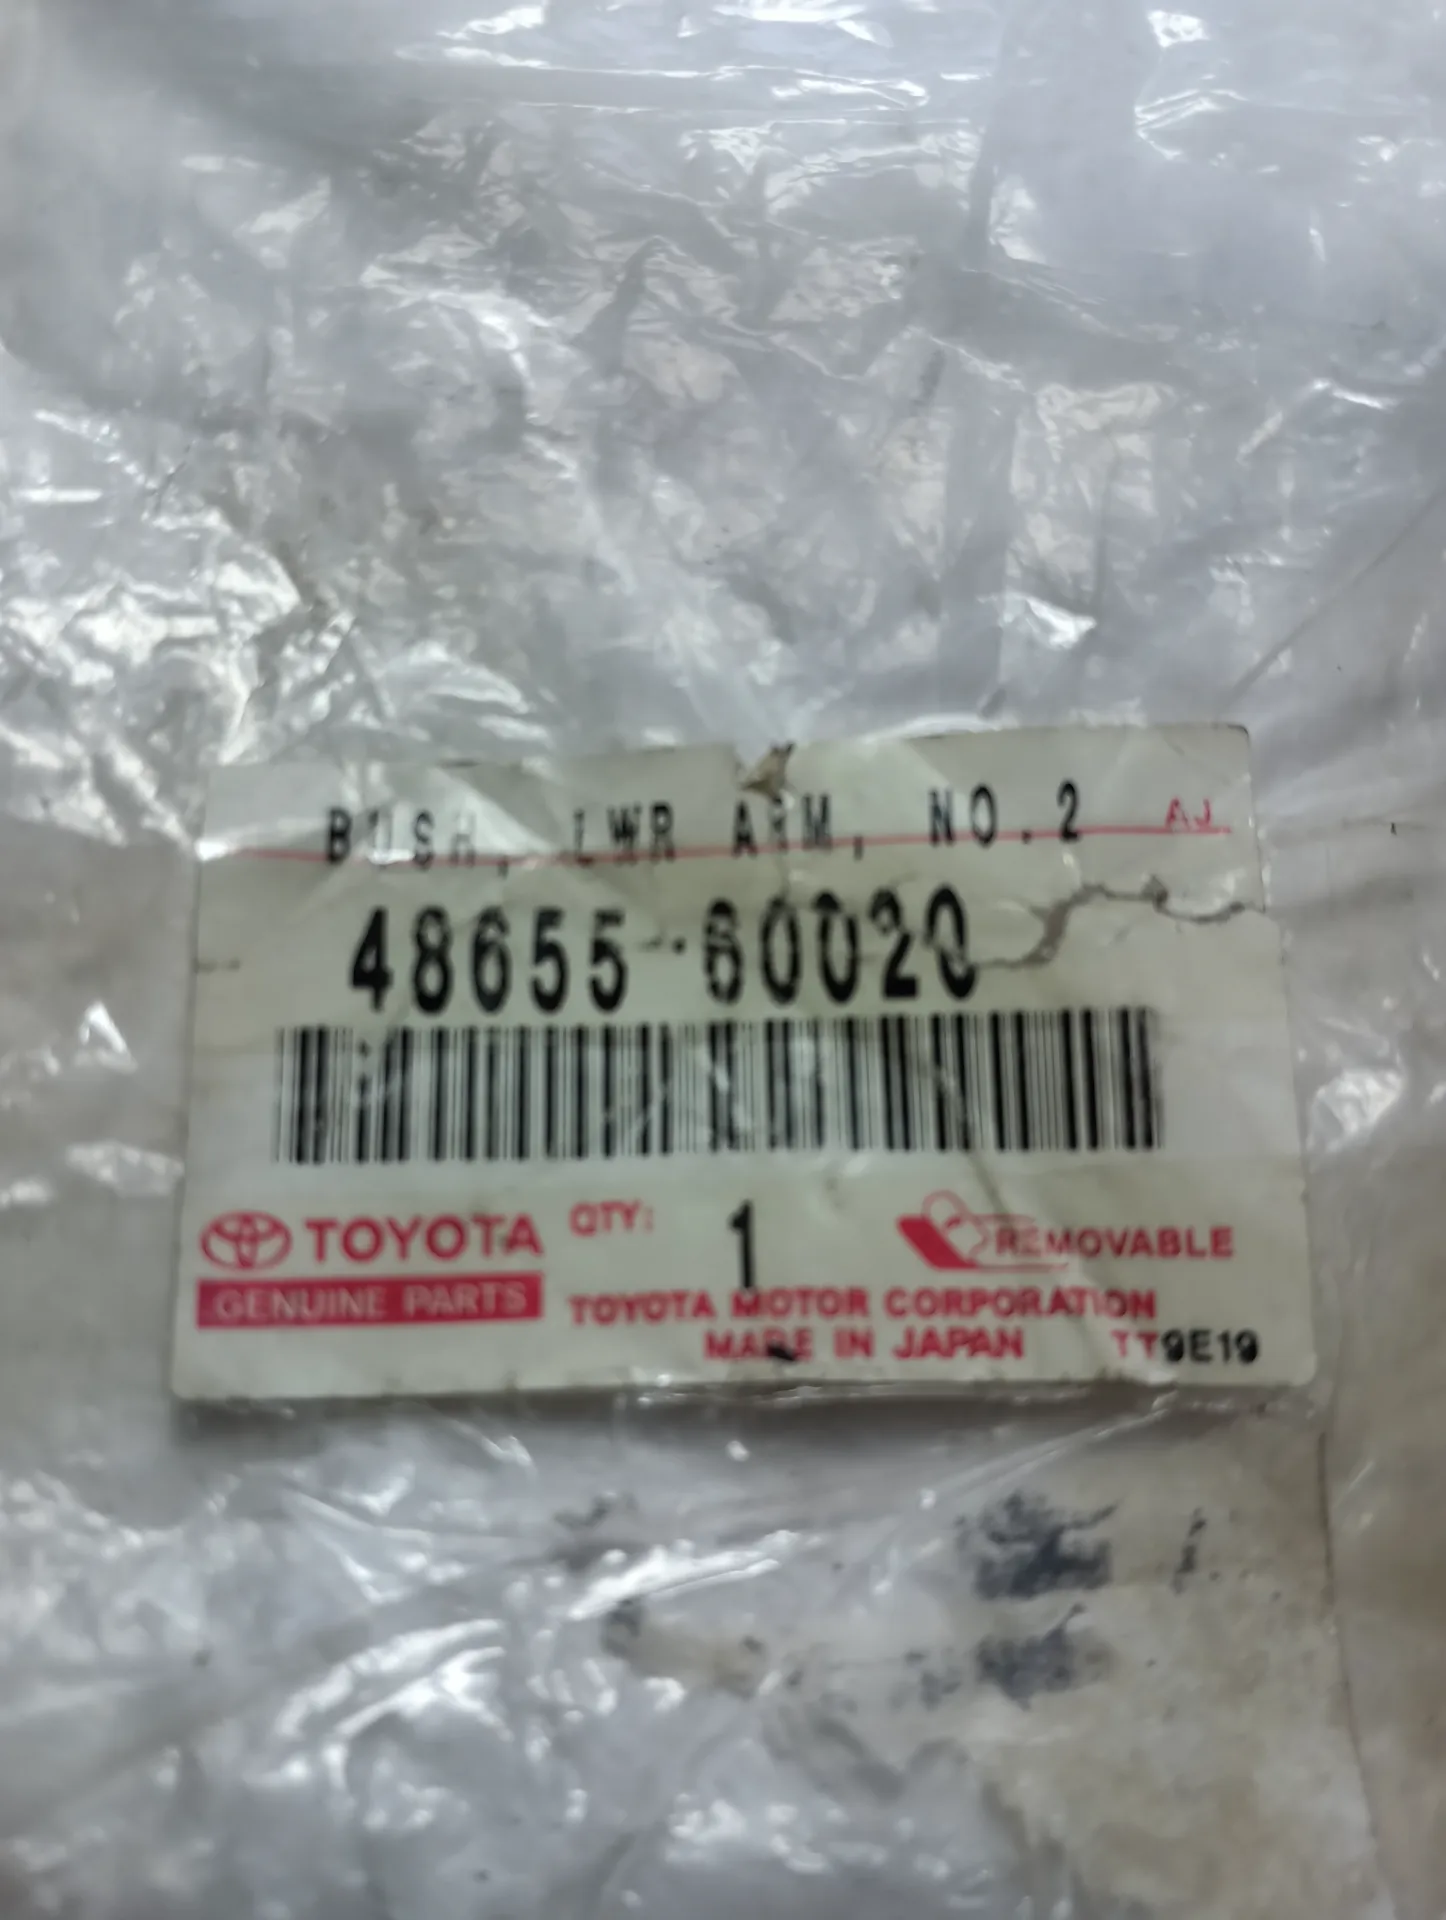 BUSH, LWR ARM, NO.2 AJ
48655-60020
TOYOTA QTY: 1 REMOVABLE
GENUINE PARTS TOYOTA MOTOR CORPORATION
MADE IN JAPAN TT9E19